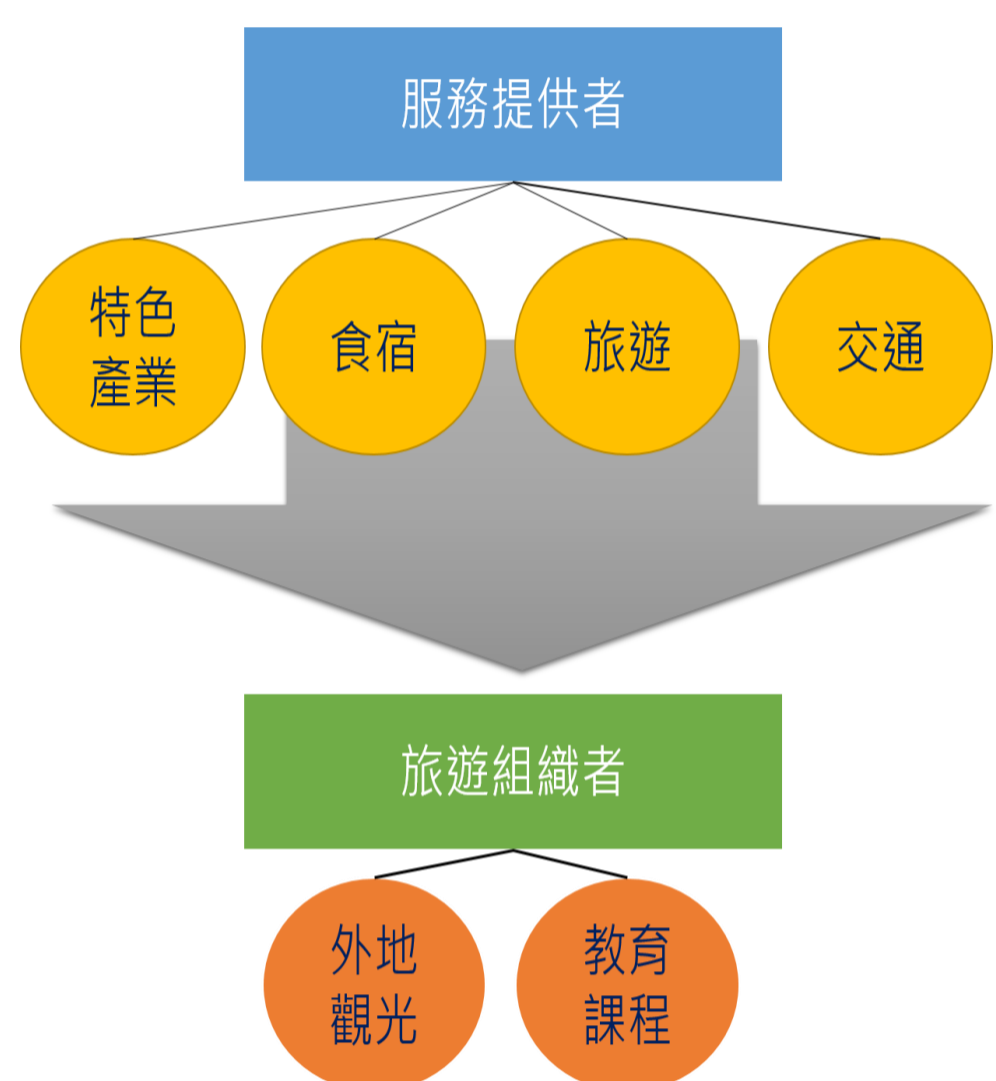 服務提供者
特色
產業
食宿
旅遊
交通
旅遊組織者
外地
觀光
教育
課程